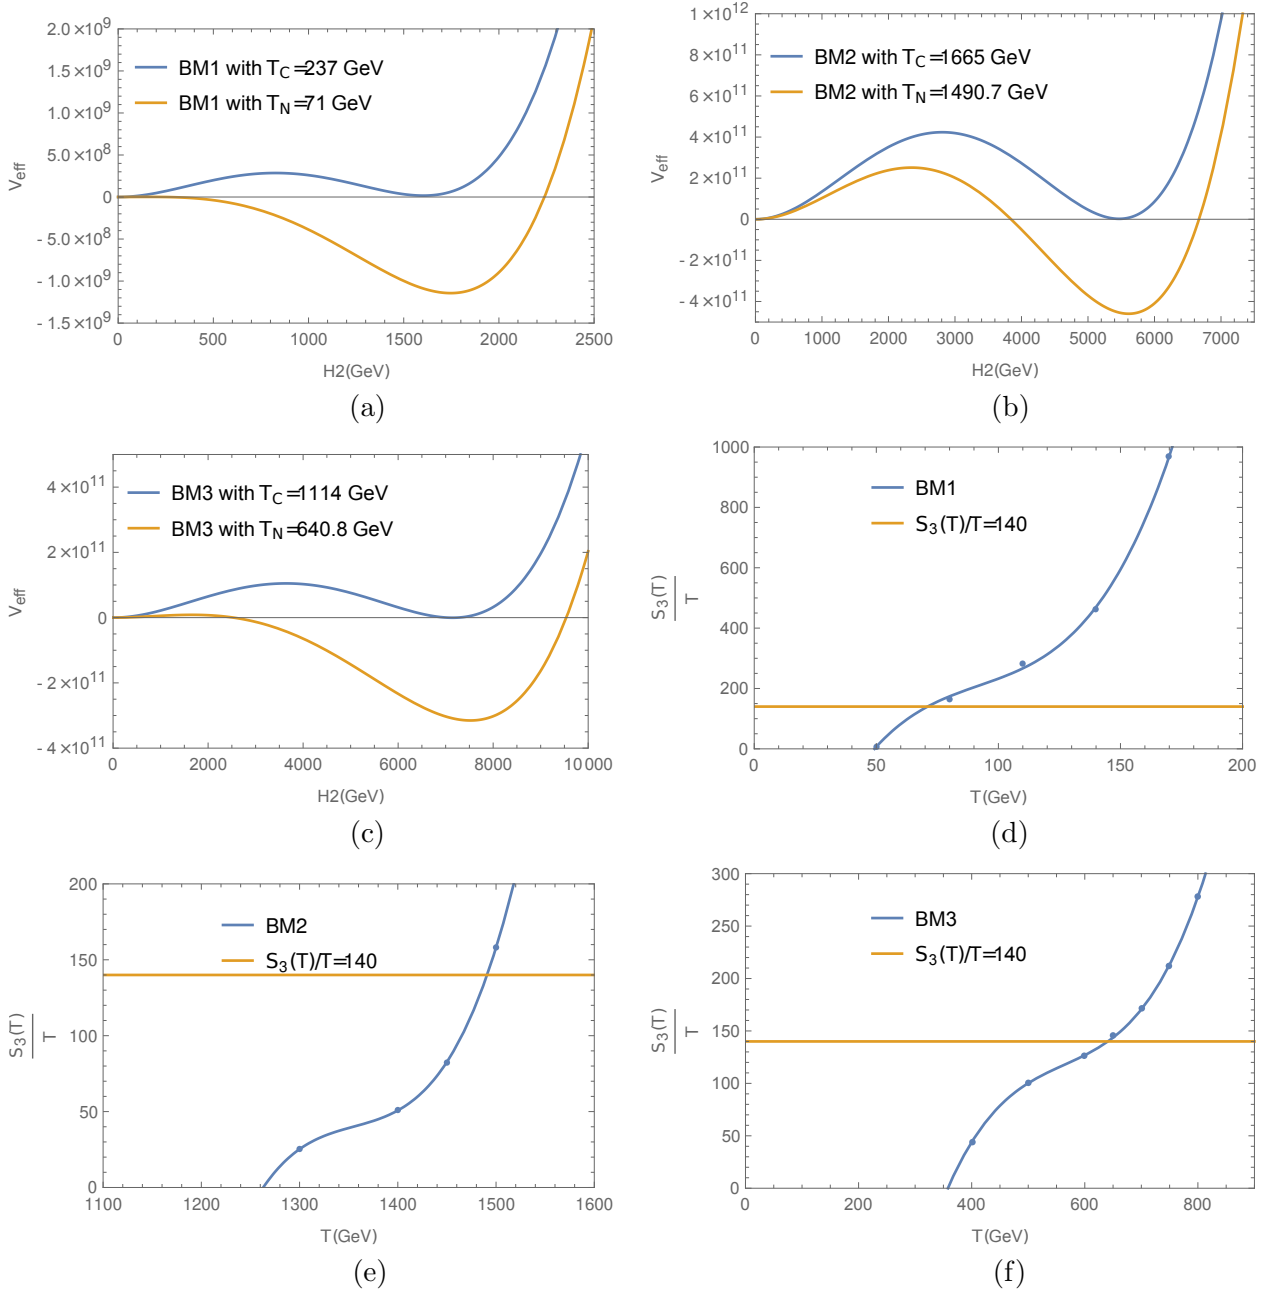 2.0×10⁹
1.5×10⁹
1.0×10⁹
5.0×10⁸
0
-5.0×10⁸
-1.0×10⁹
-1.5×10⁹
V_eff
BM1 with T_C=237 GeV
BM1 with T_N=71 GeV
0 500 1000 1500 2000 2500
H2(GeV)
(a)
1×10¹²
8×10¹¹
6×10¹¹
4×10¹¹
2×10¹¹
0
-2×10¹¹
-4×10¹¹
V_eff
BM2 with T_C=1665 GeV
BM2 with T_N=1490.7 GeV
0 1000 2000 3000 4000 5000 6000 7000
H2(GeV)
(b)
4×10¹¹
2×10¹¹
0
-2×10¹¹
-4×10¹¹
V_eff
BM3 with T_C=1114 GeV
BM3 with T_N=640.8 GeV
0 2000 4000 6000 8000 10000
H2(GeV)
(c)
1000
800
600
400
200
0
S₃(T)
T
BM1
S₃(T)/T=140
0 50 100 150 200
T(GeV)
(d)
200
150
100
50
0
S₃(T)
T
BM2
S₃(T)/T=140
1100 1200 1300 1400 1500 1600
T(GeV)
(e)
300
250
200
150
100
50
0
S₃(T)
T
BM3
S₃(T)/T=140
0 200 400 600 800
T(GeV)
(f)